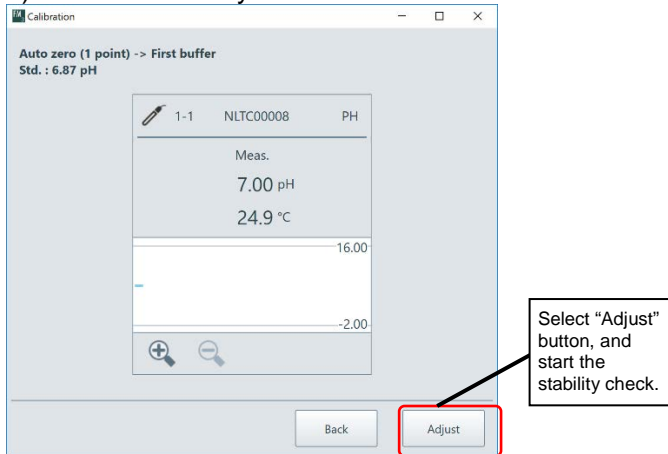 Calibration
Auto zero (1 point) -> First buffer
Std. : 6.87 pH
1-1 NLTC00008 PH
Meas.
7.00 pH
24.9 °C
16.00
-2.00
Select “Adjust”
button, and
start the
stability check.
Back Adjust